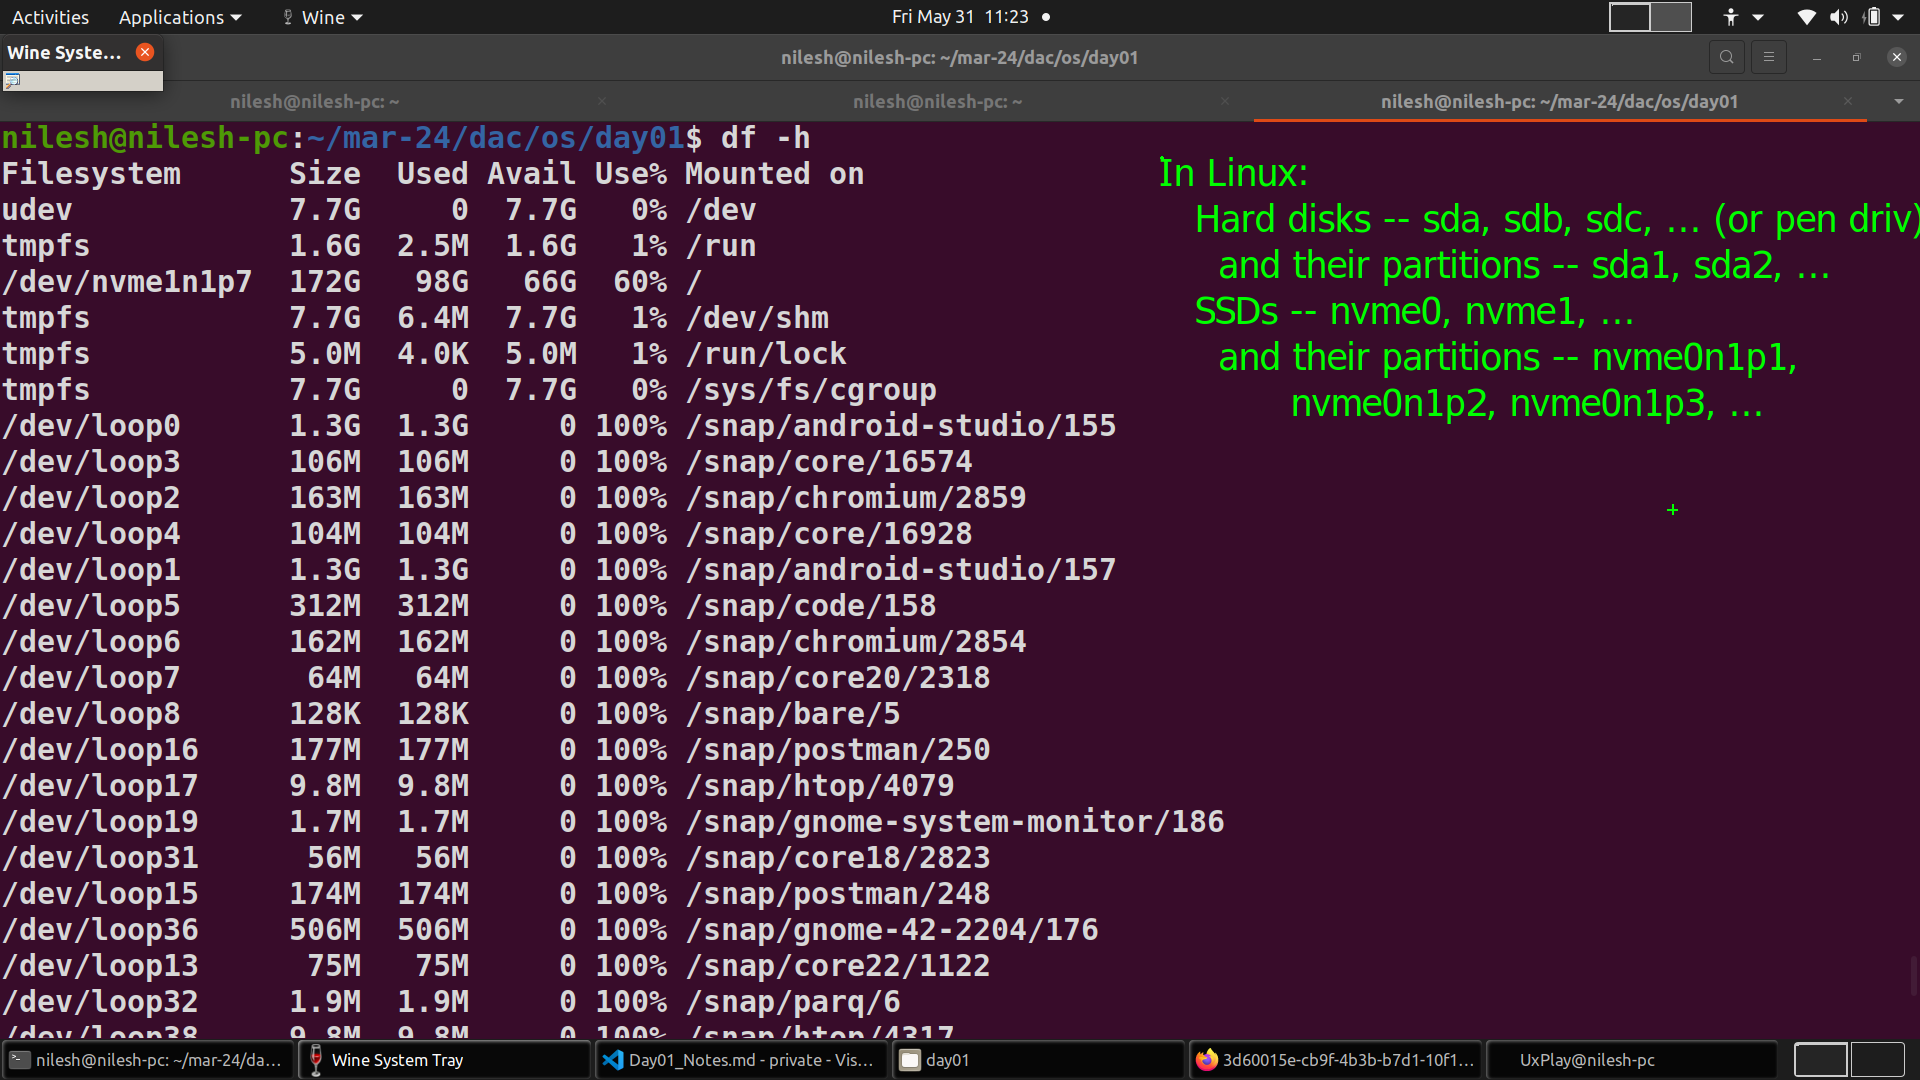 Activities Applications Wine Fri May 31 11:23
Wine Syste...
nilesh@nilesh-pc: ~/mar-24/dac/os/day01
nilesh@nilesh-pc: ~ nilesh@nilesh-pc: ~ nilesh@nilesh-pc: ~/mar-24/dac/os/day01
nilesh@nilesh-pc:~/mar-24/dac/os/day01$ df -h
Filesystem Size Used Avail Use% Mounted on
udev 7.7G 0 7.7G 0% /dev
tmpfs 1.6G 2.5M 1.6G 1% /run
/dev/nvme1n1p7 172G 98G 66G 60% /
tmpfs 7.7G 6.4M 7.7G 1% /dev/shm
tmpfs 5.0M 4.0K 5.0M 1% /run/lock
tmpfs 7.7G 0 7.7G 0% /sys/fs/cgroup
/dev/loop0 1.3G 1.3G 0 100% /snap/android-studio/155
/dev/loop3 106M 106M 0 100% /snap/core/16574
/dev/loop2 163M 163M 0 100% /snap/chromium/2859
/dev/loop4 104M 104M 0 100% /snap/core/16928
/dev/loop1 1.3G 1.3G 0 100% /snap/android-studio/157
/dev/loop5 312M 312M 0 100% /snap/code/158
/dev/loop6 162M 162M 0 100% /snap/chromium/2854
/dev/loop7 64M 64M 0 100% /snap/core20/2318
/dev/loop8 128K 128K 0 100% /snap/bare/5
/dev/loop16 177M 177M 0 100% /snap/postman/250
/dev/loop17 9.8M 9.8M 0 100% /snap/htop/4079
/dev/loop19 1.7M 1.7M 0 100% /snap/gnome-system-monitor/186
/dev/loop31 56M 56M 0 100% /snap/core18/2823
/dev/loop15 174M 174M 0 100% /snap/postman/248
/dev/loop36 506M 506M 0 100% /snap/gnome-42-2204/176
/dev/loop13 75M 75M 0 100% /snap/core22/1122
/dev/loop32 1.9M 1.9M 0 100% /snap/parq/6
/dev/loop38 9.8M 9.8M 0 100% /snap/htop/4317
In Linux:
Hard disks -- sda, sdb, sdc, ... (or pen driv)
and their partitions -- sda1, sda2, ...
SSDs -- nvme0, nvme1, ...
and their partitions -- nvme0n1p1,
nvme0n1p2, nvme0n1p3, ...
nilesh@nilesh-pc: ~/mar-24/da... Wine System Tray Day01_Notes.md - private - Vis... day01 3d60015e-cb9f-4b3b-b7d1-10f1... UxPlay@nilesh-pc